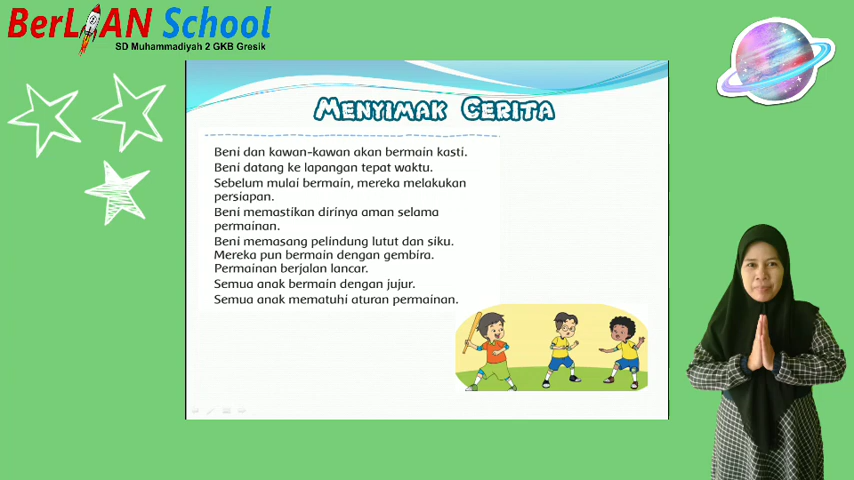 BerLIAN School
SD Muhammadiyah 2 GKB Gresik
MENYIMAK CERITA
Beni dan kawan-kawan akan bermain kasti.
Beni datang ke lapangan tepat waktu.
Sebelum mulai bermain, mereka melakukan
persiapan.
Beni memastikan dirinya aman selama
permainan.
Beni memasang pelindung lutut dan siku.
Mereka pun bermain dengan gembira.
Permainan berjalan lancar.
Semua anak bermain dengan jujur.
Semua anak mematuhi aturan permainan.